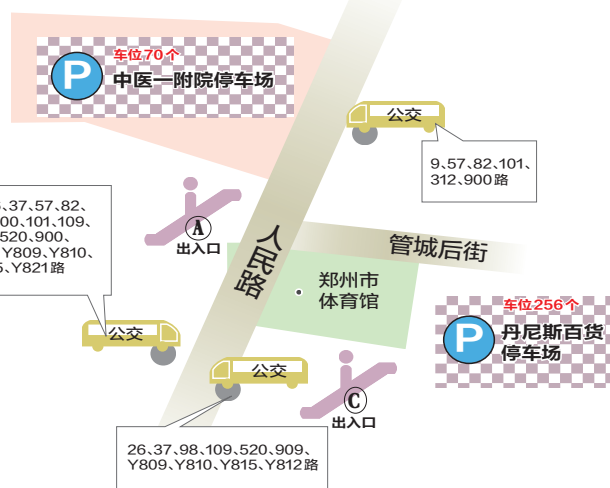 车位70个
P
中医一附院停车场
公交
9、57、82、101、
312、900路
37、57、82、
101、109、
520、900、
Y809、Y810、
Y821路
A
出入口
人民路
管城后街
郑州市
体育馆
车位256个
P
丹尼斯百货
停车场
公交
公交
C
出入口
26、37、98、109、520、909、
Y809、Y810、Y815、Y812路